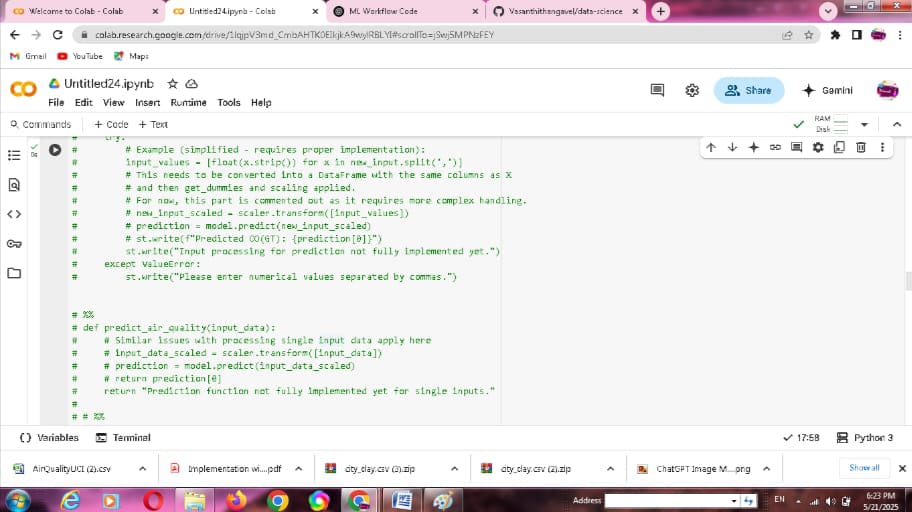 Welcome to Colab - Colab
Untitled24.ipynb - Colab
ML Workflow Code
Vasanthithangavel/data-science
colab.research.google.com/drive/1IqjpV3md_CmbAHTK0EIkjkA9wyIRBLYI#scrollTo=jSwj5MPNzFEY
Gmail
YouTube
Maps
CO
Untitled24.ipynb
Share
Gemini
File Edit View Insert Runtime Tools Help
Commands
+ Code + Text
RAM
Disk
0s
# try:
# # Example (simplified - requires proper implementation):
# input_values = [float(x.strip()) for x in new_input.split(',')]
# # This needs to be converted into a DataFrame with the same columns as X
# # and then get_dummies and scaling applied.
# # For now, this part is commented out as it requires more complex handling.
# # new_input_scaled = scaler.transform([input_values])
# # prediction = model.predict(new_input_scaled)
# # st.write(f"Predicted CO(GT): {prediction[0]}")
# st.write("Input processing for prediction not fully implemented yet.")
# except ValueError:
# st.write("Please enter numerical values separated by commas.")
# %%
# def predict_air_quality(input_data):
# # Similar issues with processing single input data apply here
# # input_data_scaled = scaler.transform([input_data])
# # prediction = model.predict(input_data_scaled)
# # return prediction[0]
# return "Prediction function not fully implemented yet for single inputs."
#
# # %%
Variables
Terminal
17:58
Python 3
AirQualityUCI (2).csv
Implementation wi....pdf
city_day.csv (3).zip
city_day.csv (2).zip
ChatGPT Image M....png
Show all
Address
EN
6:23 PM
5/21/2025